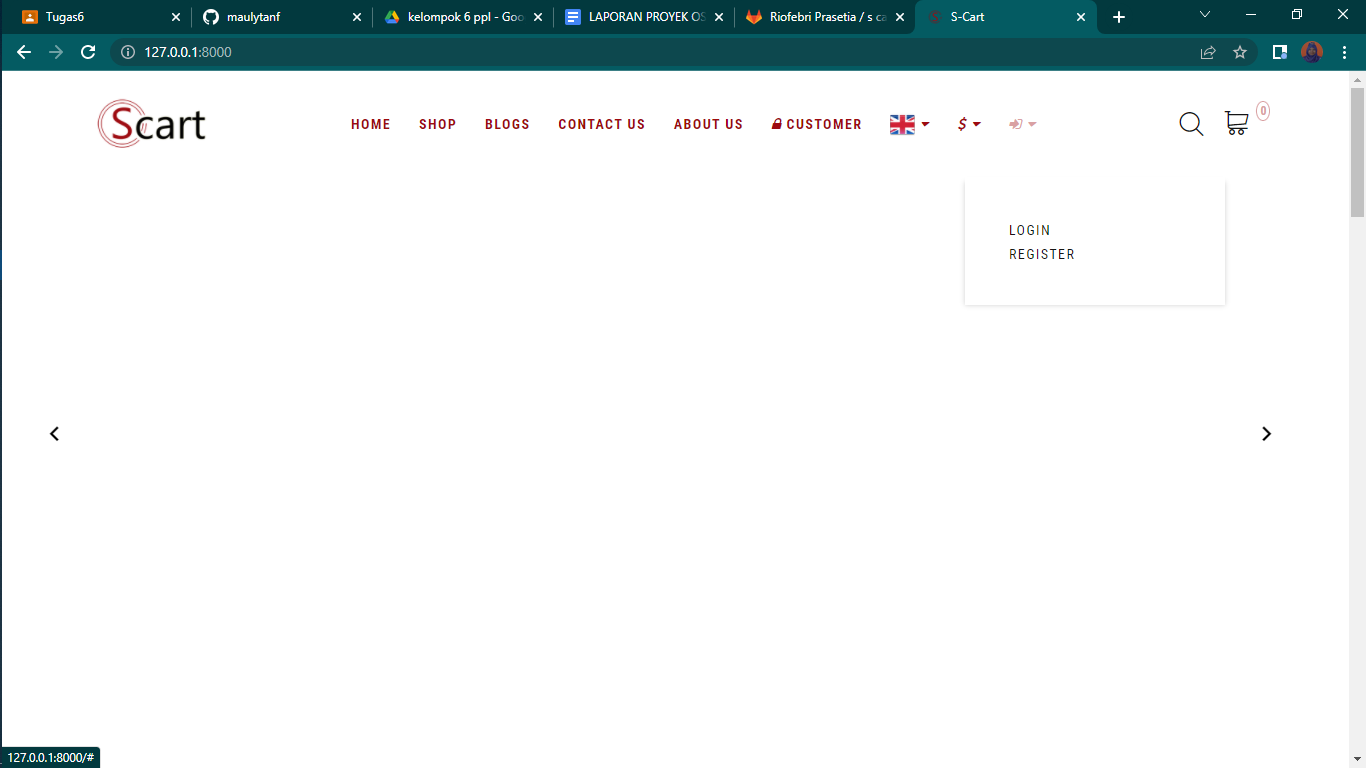 Tugas6
maulytanf
kelompok 6 ppl - Goo
LAPORAN PROYEK OS
Riofebri Prasetia / s ca
S-Cart
127.0.0.1:8000
Scart
HOME
SHOP
BLOGS
CONTACT US
ABOUT US
CUSTOMER
$
0
LOGIN
REGISTER
127.0.0.1:8000/#